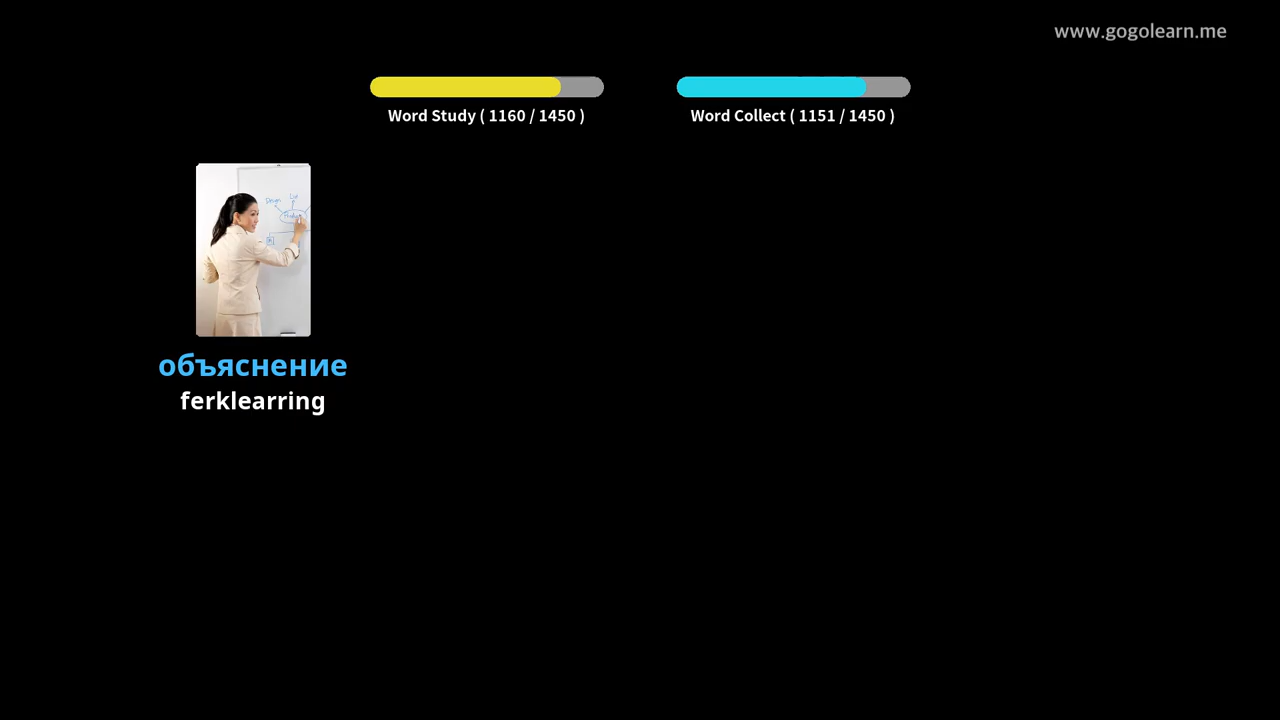 www.gogolearn.me
Word Study ( 1160 / 1450 )
Word Collect ( 1151 / 1450 )
объяснение
ferklearring